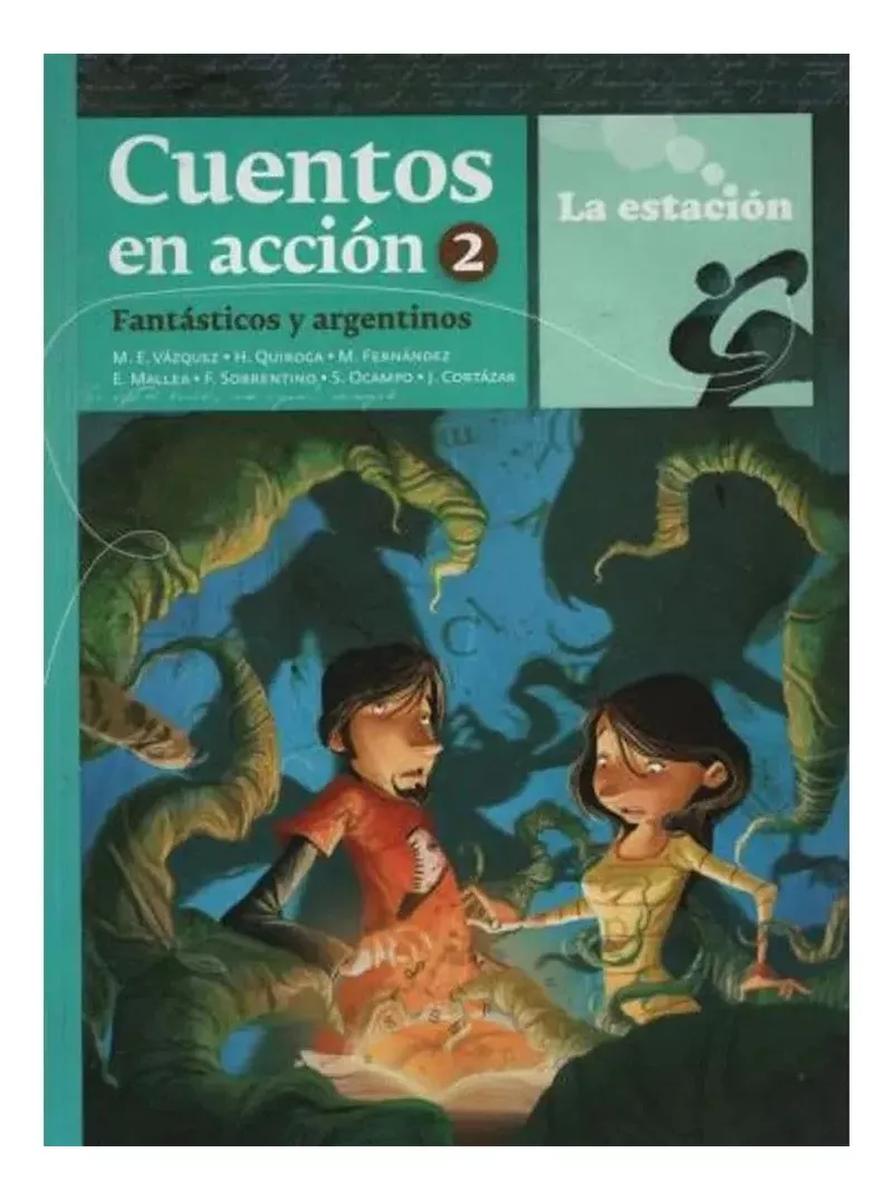 Cuentos
en acción 2
Fantásticos y argentinos
M. E. VÁZQUEZ • H. QUIROGA • M. FERNÁNDEZ
E. MALLEA • F. SORRENTINO • S. OCAMPO • J. CORTÁZAR
La estación